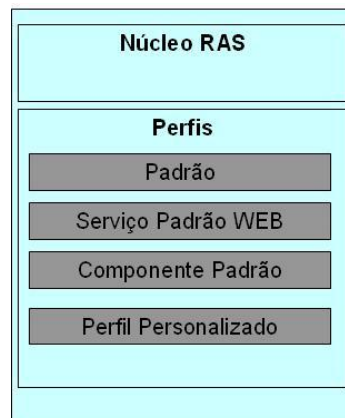 Núcleo RAS
Perfis
Padrão
Serviço Padrão WEB
Componente Padrão
Perfil Personalizado